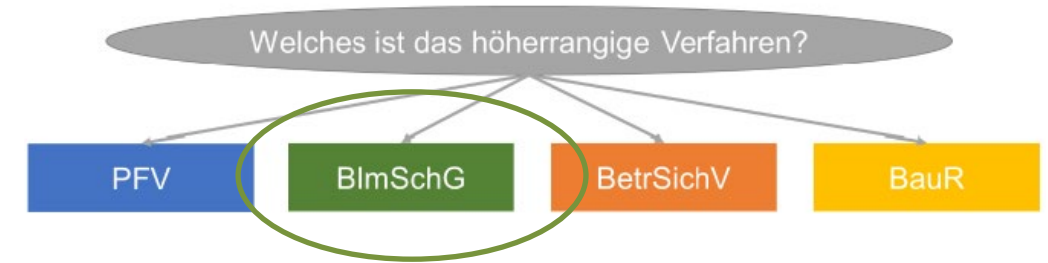 Welches ist das höherrangige Verfahren?
PFV
BImSchG
BetrSichV
BauR